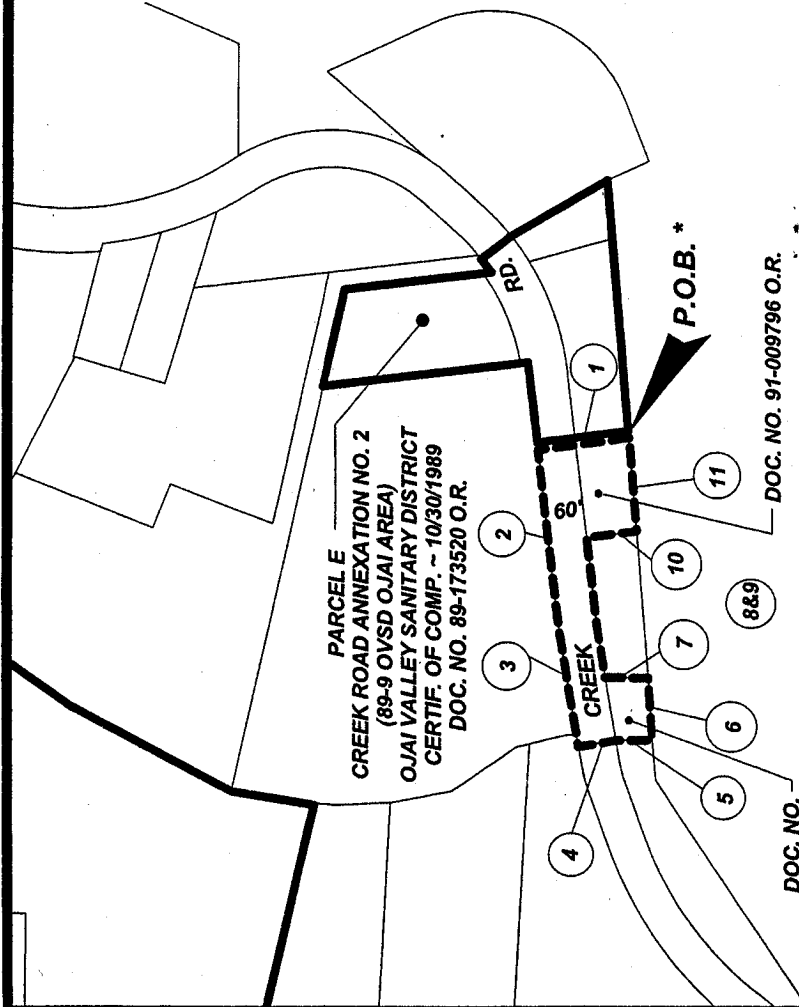 PARCEL E
CREEK ROAD ANNEXATION NO. 2
(89-9 OVSD OJAI AREA)
OJAI VALLEY SANITARY DISTRICT
CERTIF. OF COMP. ~ 10/30/1989
DOC. NO. 89-173520 O.R.
RD.
P.O.B. *
1
2
60'
11
DOC. NO. 91-009796 O.R.
10
3
CREEK
7
8&9
6
4
5
DOC. NO.